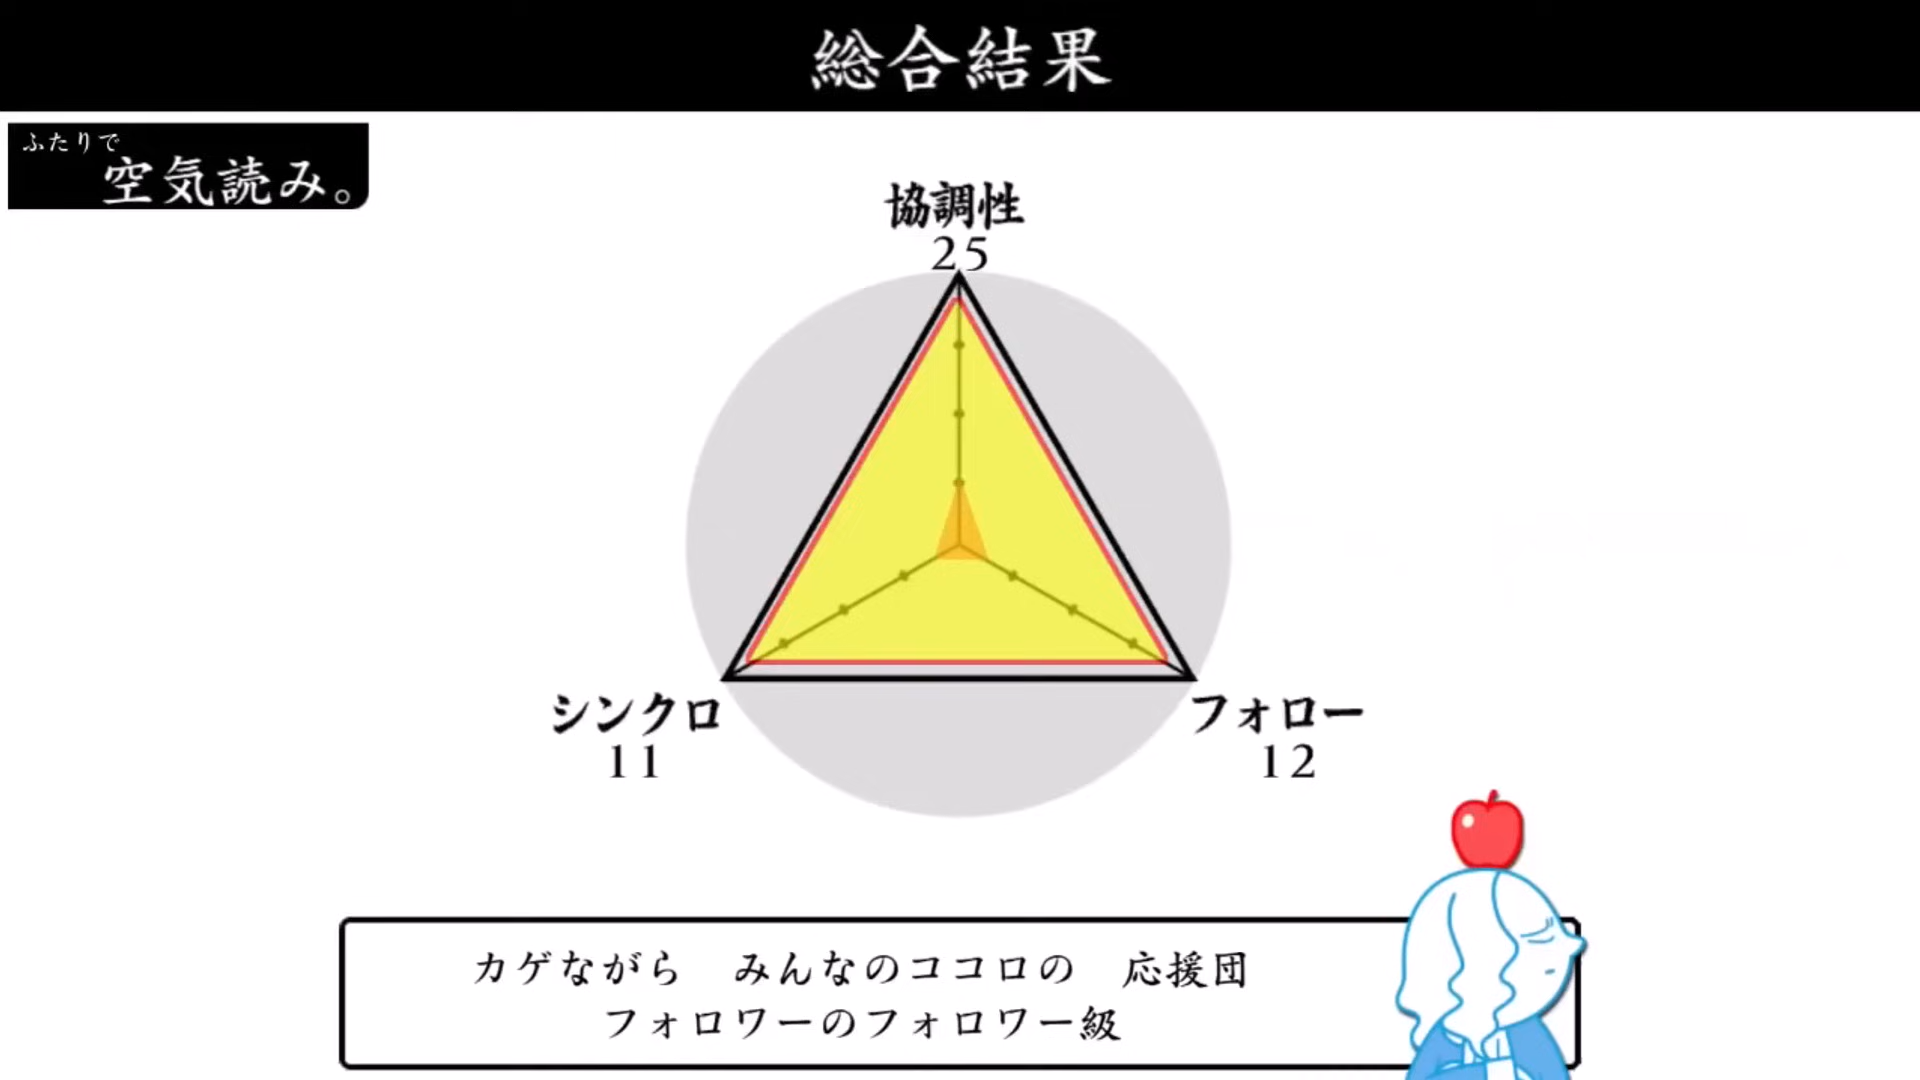 総合結果
ふたりで
空気読み。
協調性
25
シンクロ
11
フォロー
12
カゲながら　みんなのココロの　応援団
フォロワーのフォロワー級